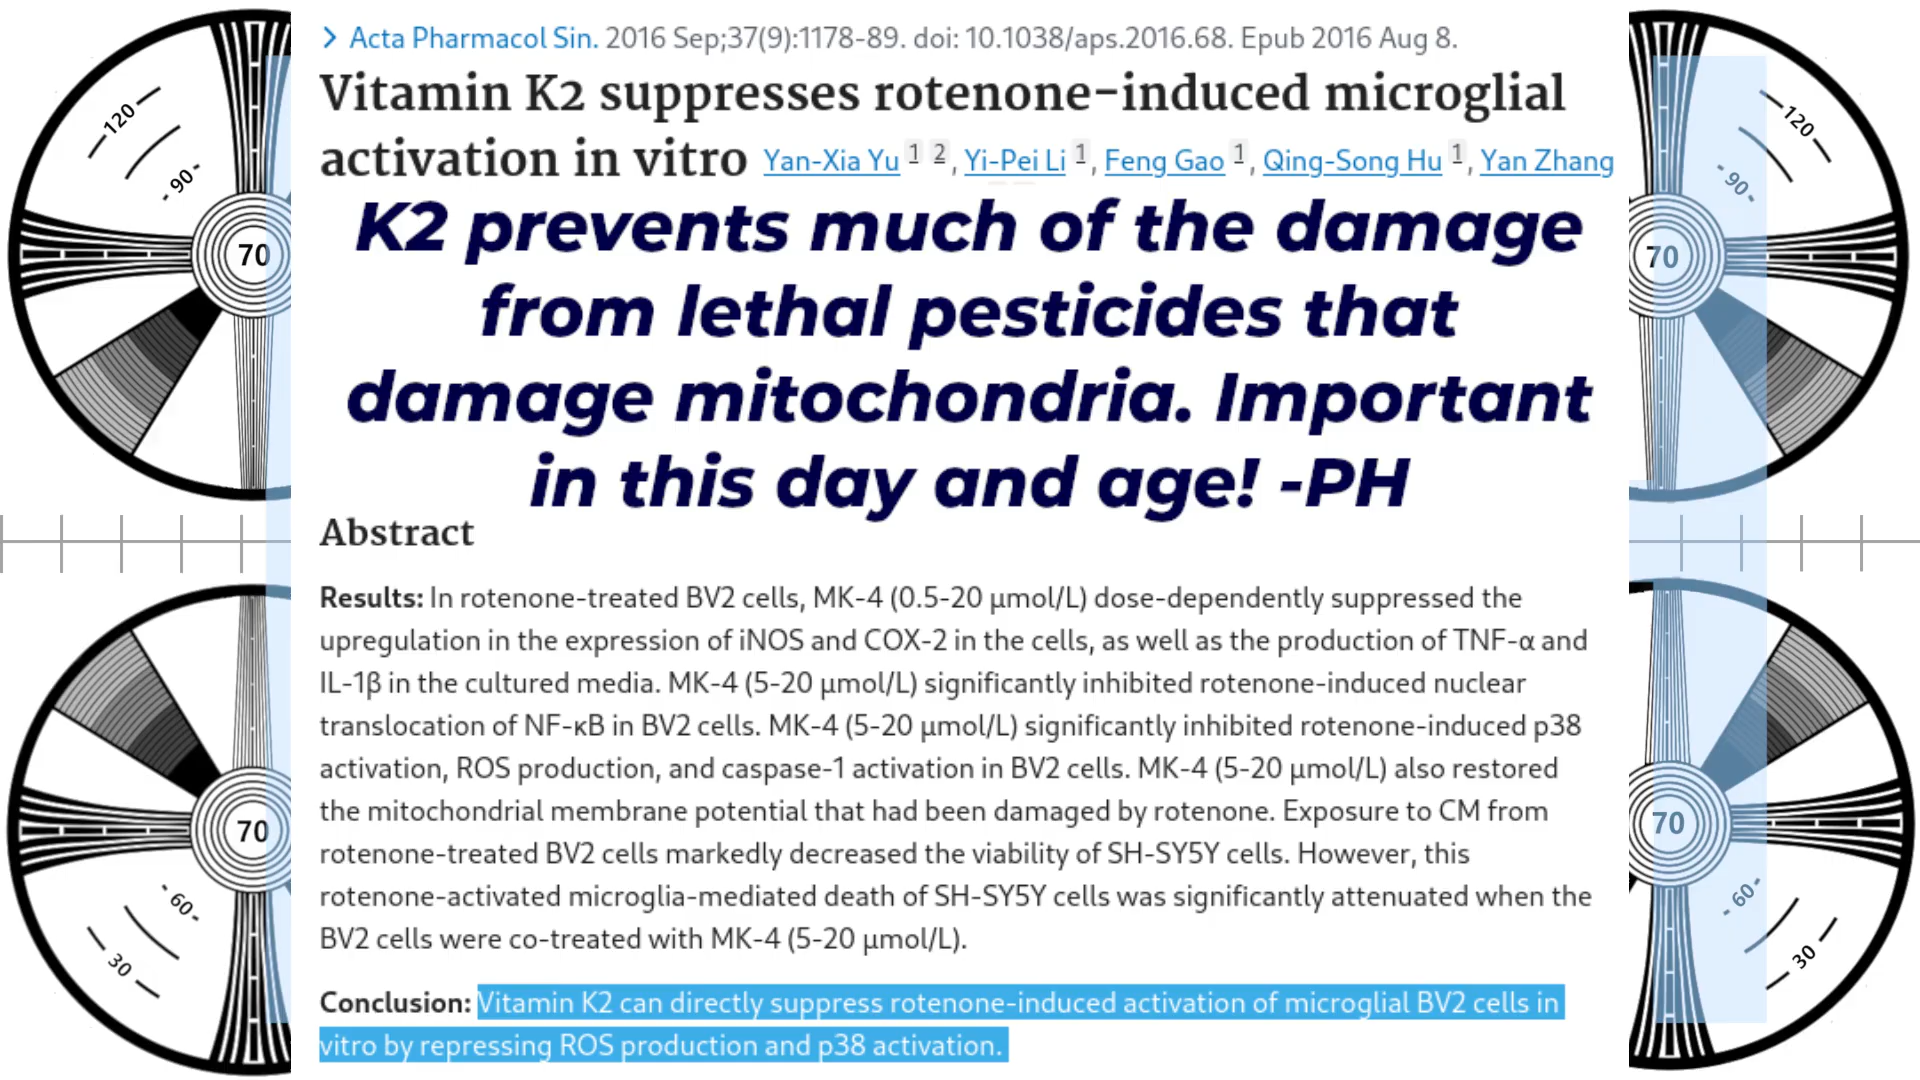 > Acta Pharmacol Sin. 2016 Sep;37(9):1178-89. doi: 10.1038/aps.2016.68. Epub 2016 Aug 8.
Vitamin K2 suppresses rotenone-induced microglial
activation in vitro Yan-Xia Yu 1 2, Yi-Pei Li 1, Feng Gao 1, Qing-Song Hu 1, Yan Zhang
K2 prevents much of the damage
from lethal pesticides that
damage mitochondria. Important
in this day and age! -PH
Abstract
Results: In rotenone-treated BV2 cells, MK-4 (0.5-20 μmol/L) dose-dependently suppressed the
upregulation in the expression of iNOS and COX-2 in the cells, as well as the production of TNF-α and
IL-1β in the cultured media. MK-4 (5-20 μmol/L) significantly inhibited rotenone-induced nuclear
translocation of NF-κB in BV2 cells. MK-4 (5-20 μmol/L) significantly inhibited rotenone-induced p38
activation, ROS production, and caspase-1 activation in BV2 cells. MK-4 (5-20 μmol/L) also restored
the mitochondrial membrane potential that had been damaged by rotenone. Exposure to CM from
rotenone-treated BV2 cells markedly decreased the viability of SH-SY5Y cells. However, this
rotenone-activated microglia-mediated death of SH-SY5Y cells was significantly attenuated when the
BV2 cells were co-treated with MK-4 (5-20 μmol/L).
Conclusion: Vitamin K2 can directly suppress rotenone-induced activation of microglial BV2 cells in
vitro by repressing ROS production and p38 activation.
120
-90-
70
120
-90-
70
70
-60-
30
70
-60-
30